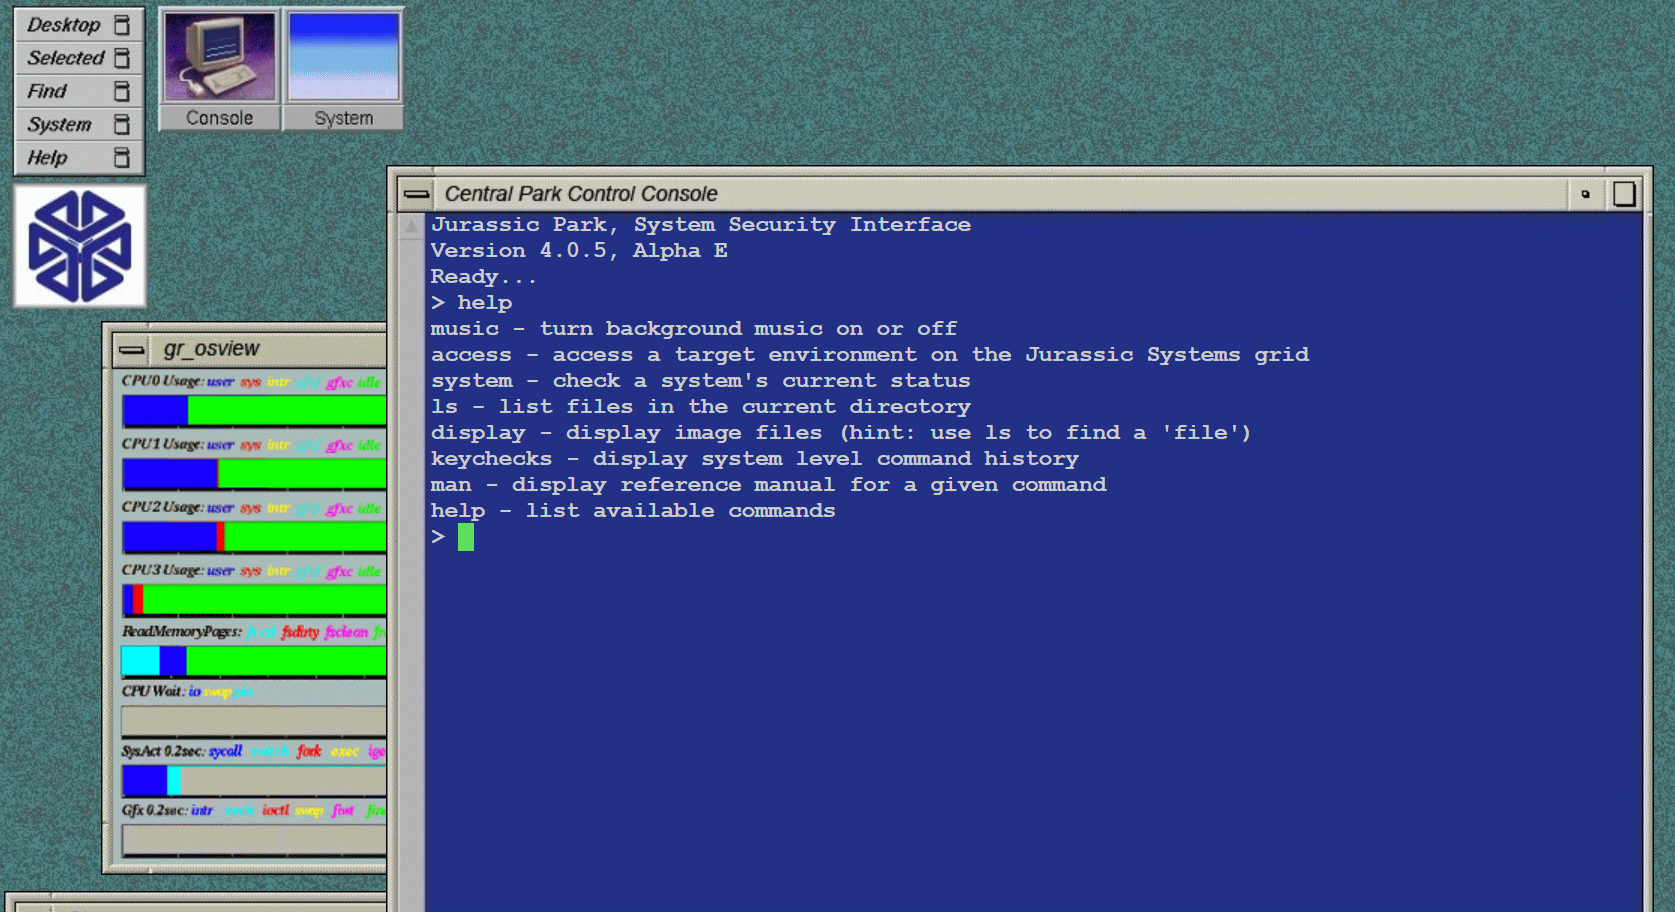 Desktop
Selected
Find
System
Help
Console
System
Central Park Control Console
Jurassic Park, System Security Interface
Version 4.0.5, Alpha E
Ready...
> help
music - turn background music on or off
access - access a target environment on the Jurassic Systems grid
system - check a system's current status
ls - list files in the current directory
display - display image files (hint: use ls to find a 'file')
keychecks - display system level command history
man - display reference manual for a given command
help - list available commands
>
gr_osview
CPU0 Usage: user sys intr gfxf gfxc idle
CPU1 Usage: user sys intr gfxf gfxc idle
CPU2 Usage: user sys intr gfxf gfxc idle
CPU3 Usage: user sys intr gfxf gfxc idle
ReadMemoryPages: fsdirty fsclean
CPU Wait: io swap pio
SysAct 0.2sec: sycall switch fork exec ige
Gfx 0.2sec: intr swch ioctl swap